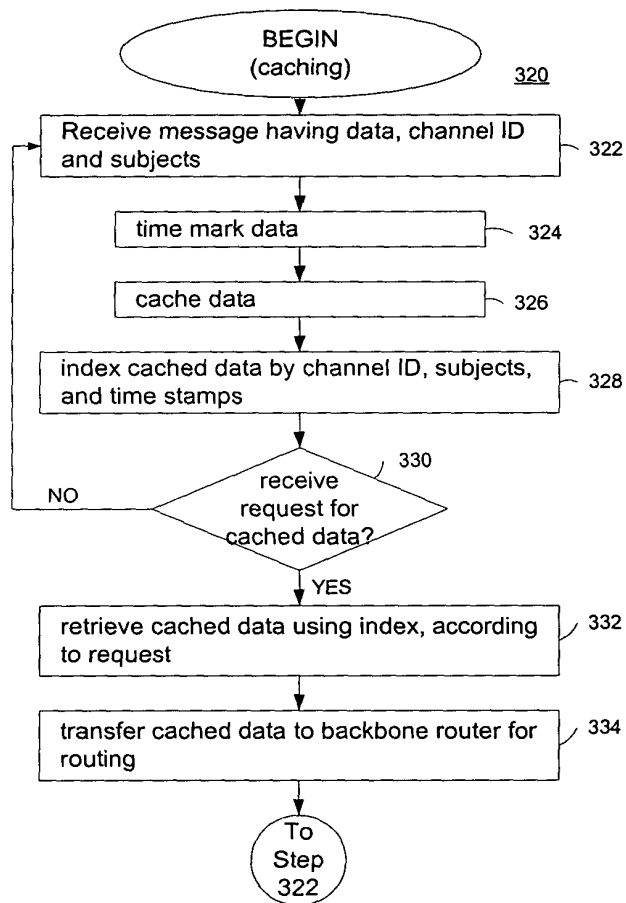 BEGIN
(caching)
320
Receive message having data, channel ID
and subjects
322
time mark data
324
cache data
326
index cached data by channel ID, subjects,
and time stamps
328
330
receive
request for
cached data?
NO
YES
retrieve cached data using index, according
to request
332
transfer cached data to backbone router for
routing
334
To
Step
322